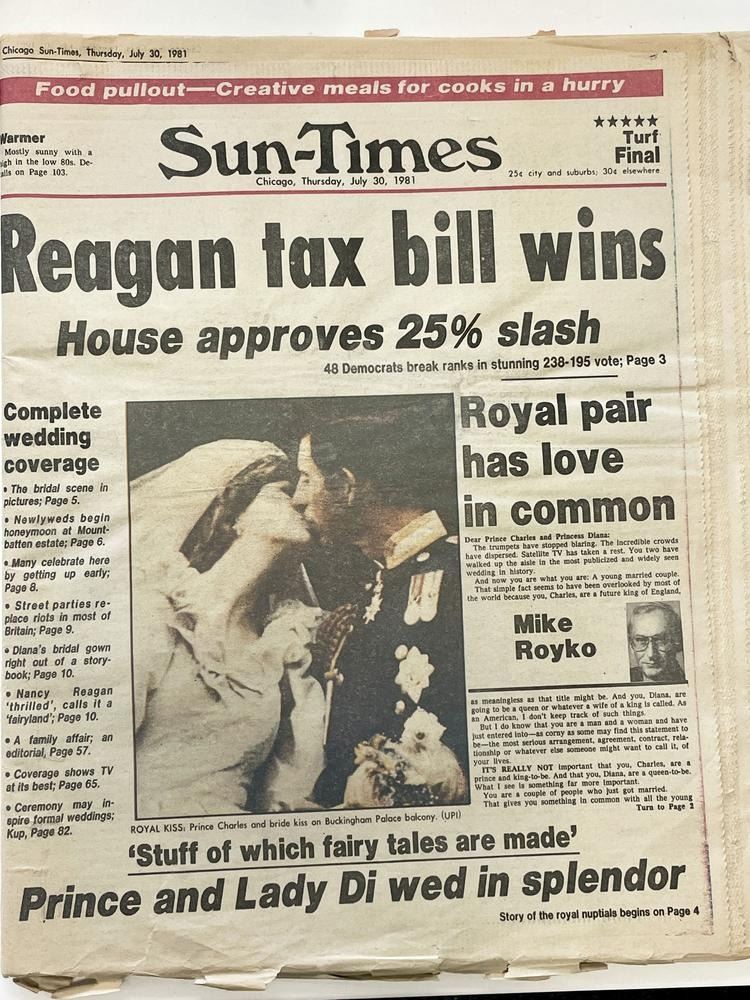 Chicago Sun-Times, Thursday, July 30, 1981
Food pullout—Creative meals for cooks in a hurry
Warmer
Mostly sunny with a
high in the low 80s. De-
tails on Page 103.
Sun-Times
Chicago, Thursday, July 30, 1981
★★★★★
Turf
Final
25¢ city and suburbs; 30¢ elsewhere
Reagan tax bill wins
House approves 25% slash
48 Democrats break ranks in stunning 238-195 vote; Page 3
Complete
wedding
coverage
• The bridal scene in
pictures; Page 5.
• Newlyweds begin
honeymoon at Mount-
batten estate; Page 6.
• Many celebrate here
by getting up early;
Page 8.
• Street parties re-
place riots in most of
Britain; Page 9.
• Diana's bridal gown
right out of a story-
book; Page 10.
• Nancy Reagan
'thrilled', calls it a
'fairyland'; Page 10.
• A family affair; an
editorial, Page 57.
• Coverage shows TV
at its best; Page 65.
• Ceremony may in-
spire formal weddings;
Kup, Page 82.
ROYAL KISS: Prince Charles and bride kiss on Buckingham Palace balcony. (UPI)
Royal pair
has love
in common
Dear Prince Charles and Princess Diana:
The trumpets have stopped blaring. The incredible crowds
have dispersed. Satellite TV has taken a rest. You two have
walked up the aisle in the most publicized and widely seen
wedding in history.
And now you are what you are: A young married couple.
That simple fact seems to have been overlooked by most of
the world because you, Charles, are a future king of England,
Mike
Royko
as meaningless as that title might be. And you, Diana, are
going to be a queen or whatever a wife of a king is called. As
an American, I don't keep track of such things.
But I do know that you are a man and a woman and have
just entered into—as corny as some may find this statement to
be—the most serious arrangement, agreement, contract, rela-
tionship or whatever else someone might want to call it, of
your lives.
IT'S REALLY NOT important that you, Charles, are a
prince and king-to-be. And that you, Diana, are a queen-to-be.
What I see is something far more important.
You are a couple of people who just got married.
That gives you something in common with all the young
Turn to Page 2
'Stuff of which fairy tales are made'
Prince and Lady Di wed in splendor
Story of the royal nuptials begins on Page 4